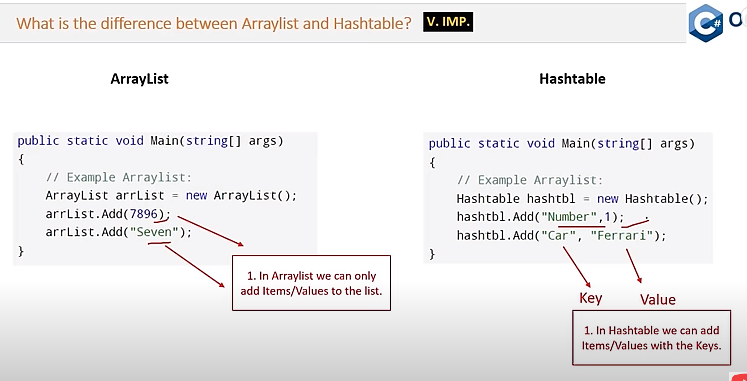 What is the difference between Arraylist and Hashtable? V. IMP.
C#
ArrayList
public static void Main(string[] args)
{
// Example Arraylist:
ArrayList arrList = new ArrayList();
arrList.Add(7896);
arrList.Add("Seven");
}
1. In Arraylist we can only
add Items/Values to the list.
Hashtable
public static void Main(string[] args)
{
// Example Arraylist:
Hashtable hashtbl = new Hashtable();
hashtbl.Add("Number",1);
hashtbl.Add("Car", "Ferrari");
}
Key Value
1. In Hashtable we can add
Items/Values with the Keys.